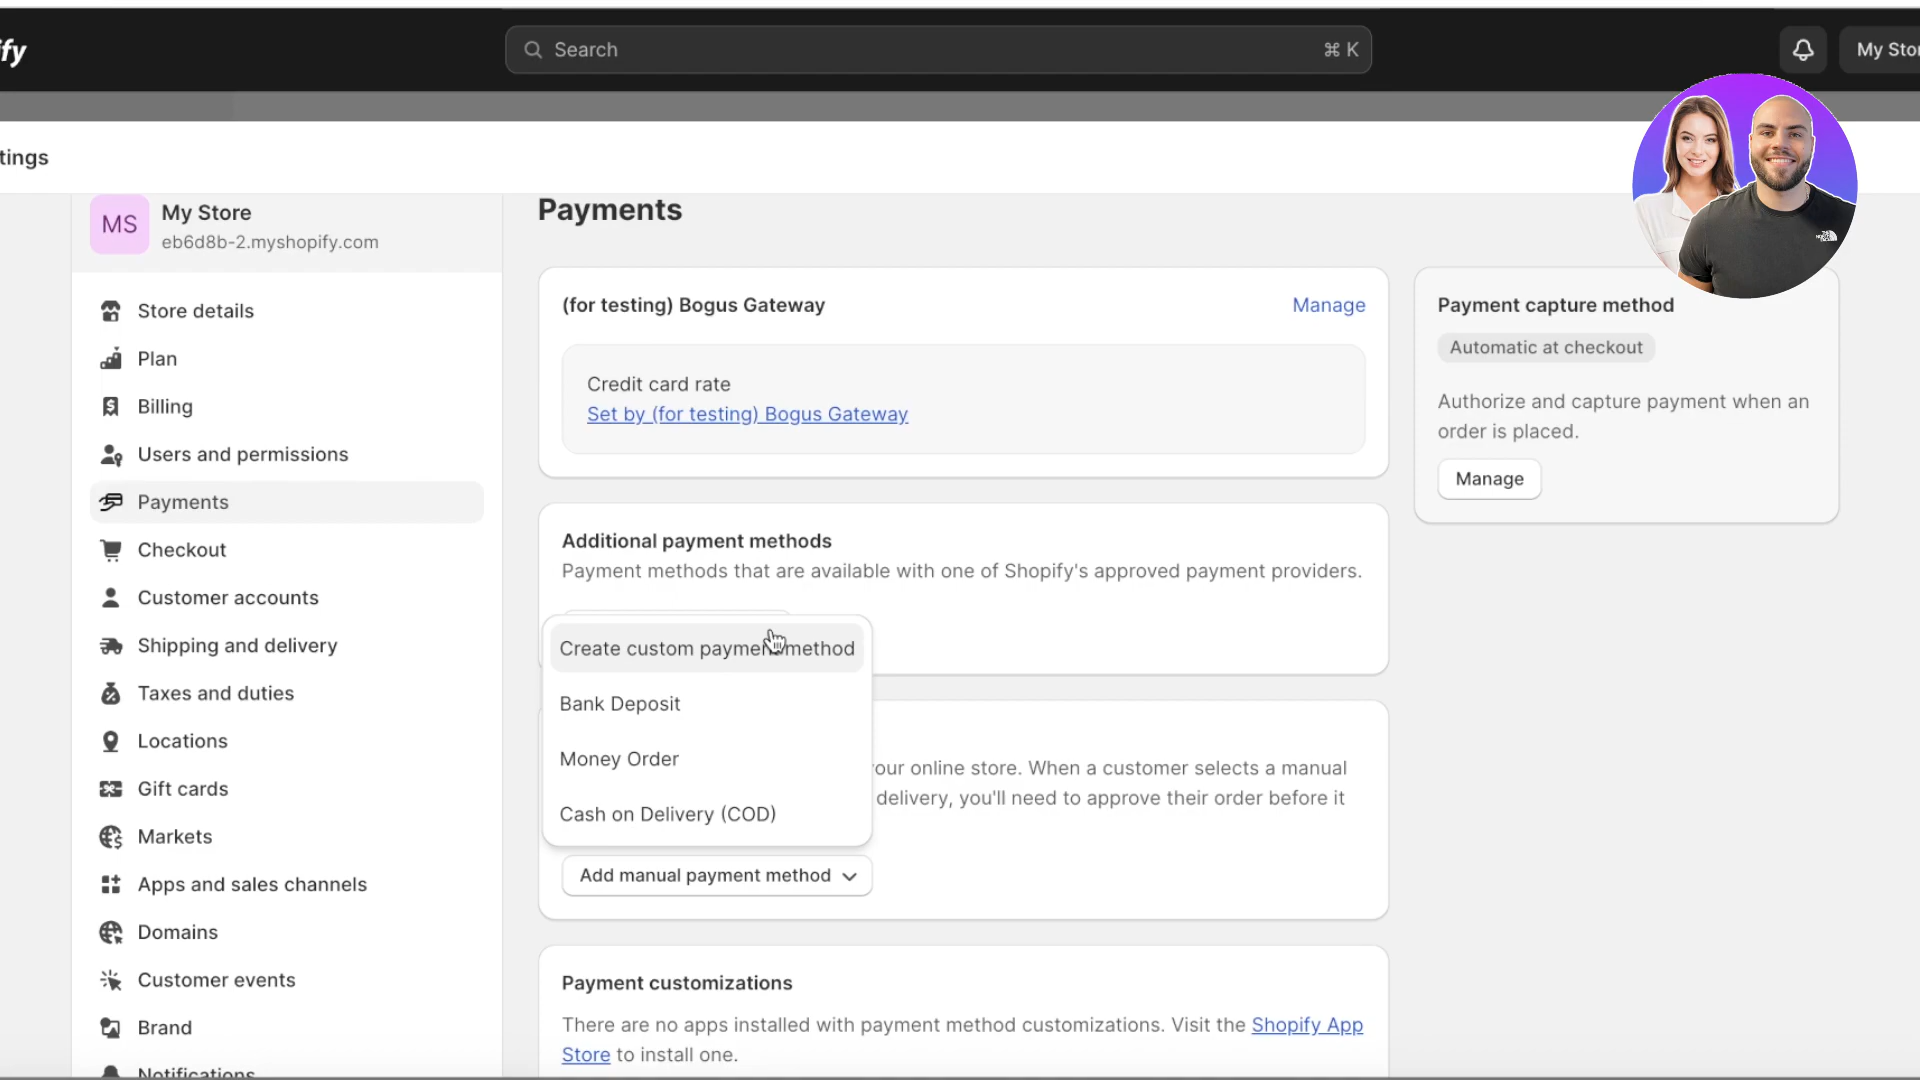 ify
Search
⌘ K
My Stor
tings
MS
My Store
eb6d8b-2.myshopify.com
Store details
Plan
Billing
Users and permissions
Payments
Checkout
Customer accounts
Shipping and delivery
Taxes and duties
Locations
Gift cards
Markets
Apps and sales channels
Domains
Customer events
Brand
Notifications
Payments
(for testing) Bogus Gateway
Manage
Credit card rate
Set by (for testing) Bogus Gateway
Additional payment methods
Payment methods that are available with one of Shopify's approved payment providers.
Create custom payment method
Bank Deposit
Money Order
Cash on Delivery (COD)
our online store. When a customer selects a manual
delivery, you'll need to approve their order before it
Add manual payment method
Payment customizations
There are no apps installed with payment method customizations. Visit the Shopify App
Store to install one.
Payment capture method
Automatic at checkout
Authorize and capture payment when an
order is placed.
Manage
THE
NORTH
FACE